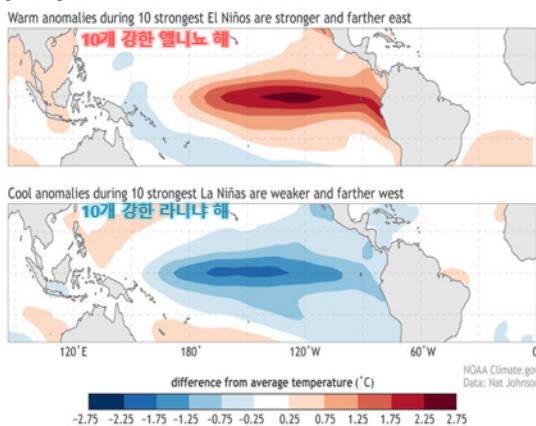 Warm anomalies during 10 strongest El Niños are stronger and farther east
10개 강한 엘니뇨 해
Cool anomalies during 10 strongest La Niñas are weaker and farther west
10개 강한 라니냐 해
120°E 180° 120°W 60°W 0
NOAA Climate.gov
Data: Nat Johnson
difference from average temperature (°C)
-2.75 -2.25 -1.75 -1.25 -0.75 -0.25 0.25 0.75 1.25 1.75 2.25 2.75